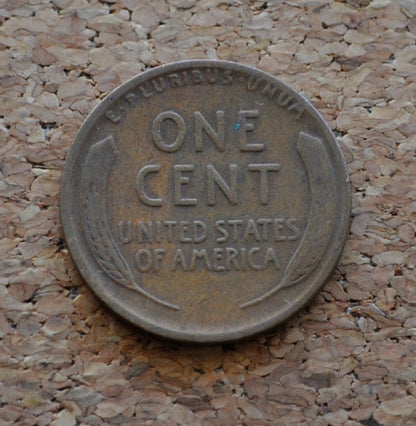 E·PLURIBUS·UNUM
ONE
CENT
UNITED STATES
OF AMERICA